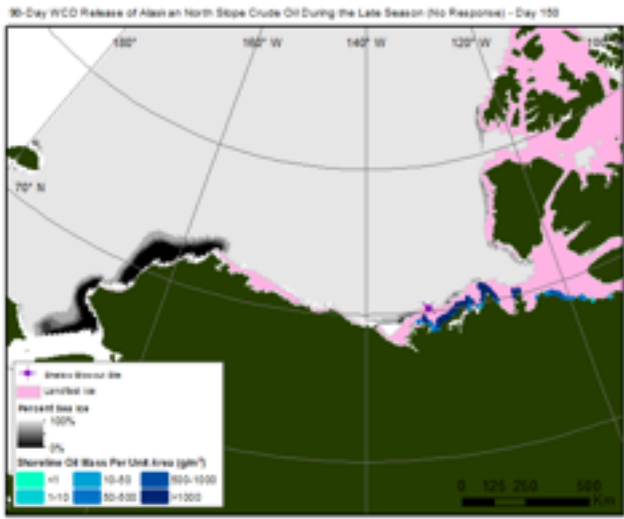 90-Day WCD Release of Alaskan North Slope Crude Oil During the Late Season (No Response) - Day 150
180°
160° W
140° W
120° W
100°
70° N
Landfast Ice
Percent Sea Ice
100%
0%
Shoreline Oil Mass Per Unit Area (g/m²)
<1
10-50
500-1000
1-10
50-500
>1000
0 125 250 500
Km